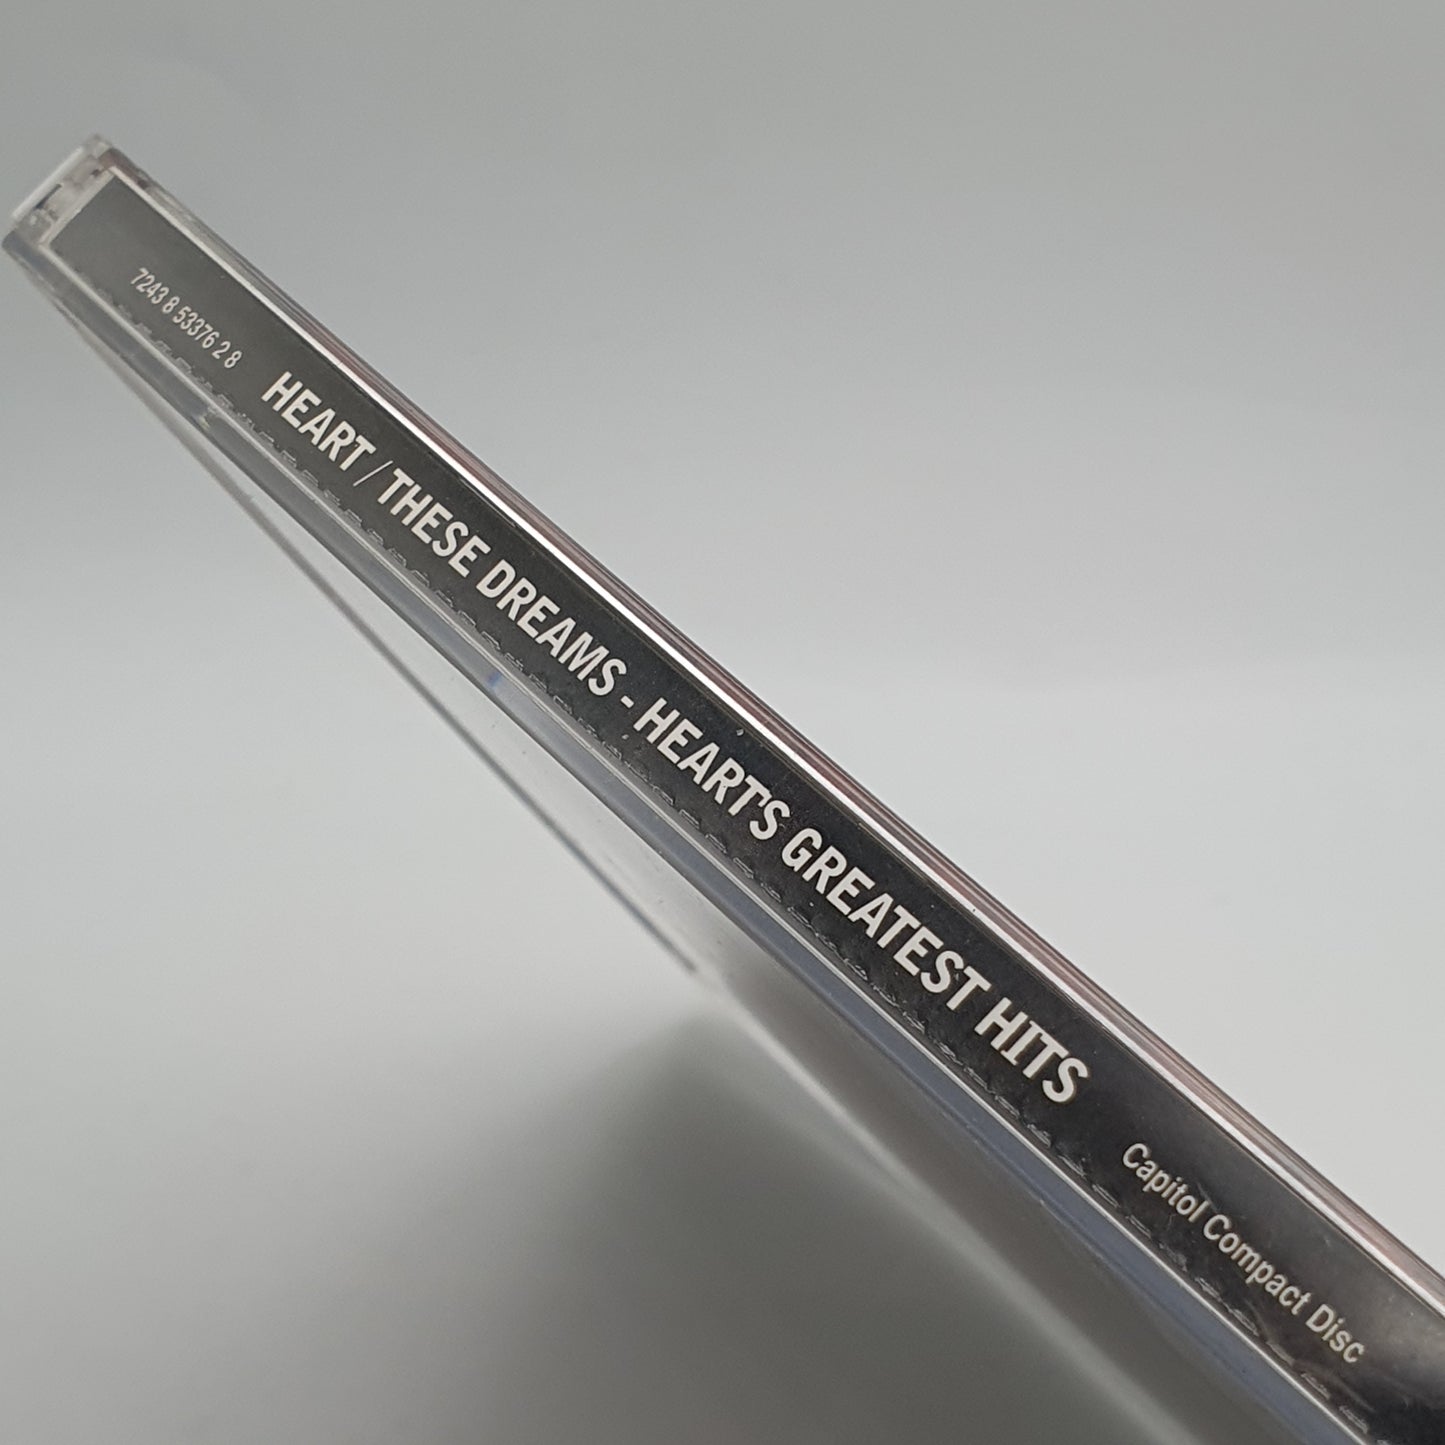 7243 8 53376 2 8 HEART / THESE DREAMS - HEART'S GREATEST HITS Capitol Compact Disc